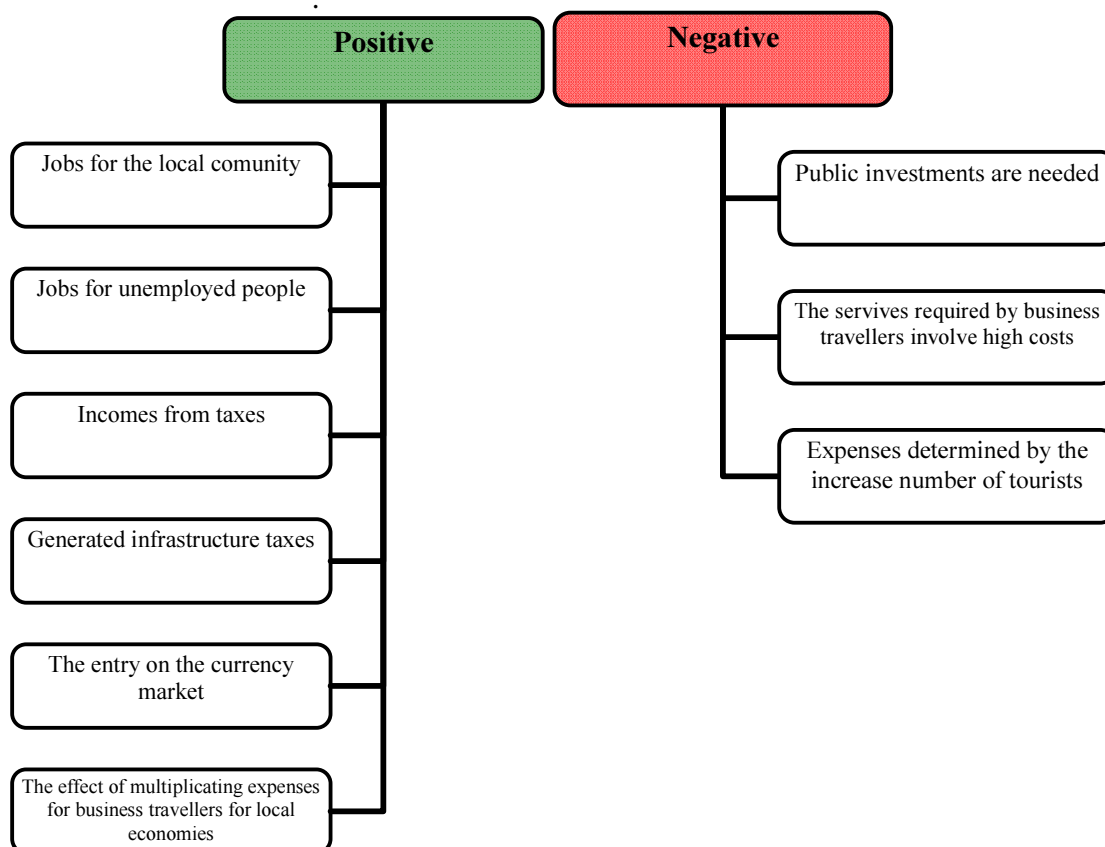 Positive
Negative
Jobs for the local comunity
Jobs for unemployed people
Incomes from taxes
Generated infrastructure taxes
The entry on the currency
market
The effect of multiplicating expenses
for business travellers for local
economies
Public investments are needed
The servives required by business
travellers involve high costs
Expenses determined by the
increase number of tourists